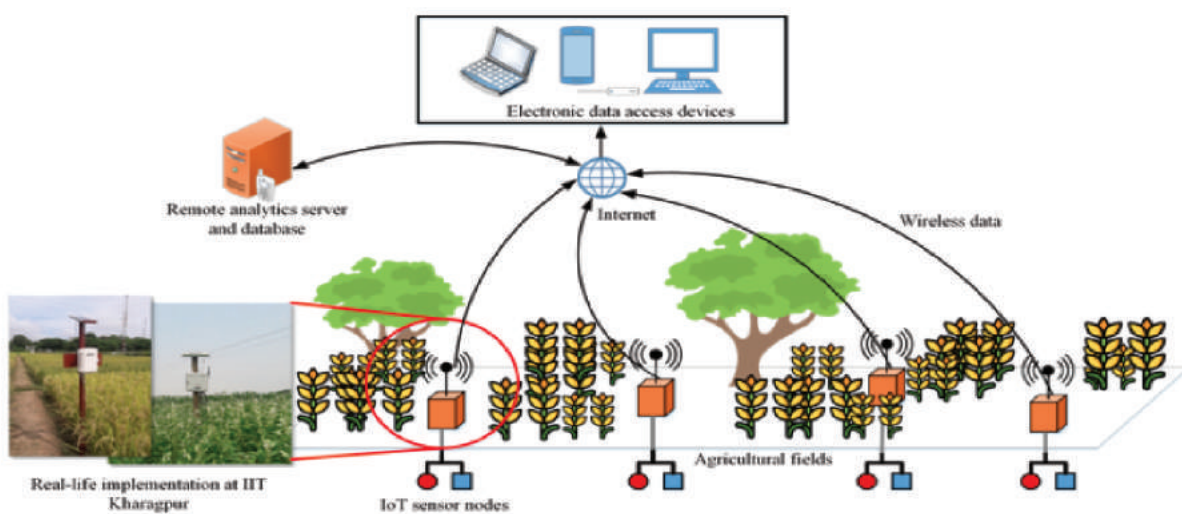 Electronic data access devices
Remote analytics server
and database
Internet
Wireless data
Agricultural fields
Real-life implementation at IIT
Kharagpur
IoT sensor nodes